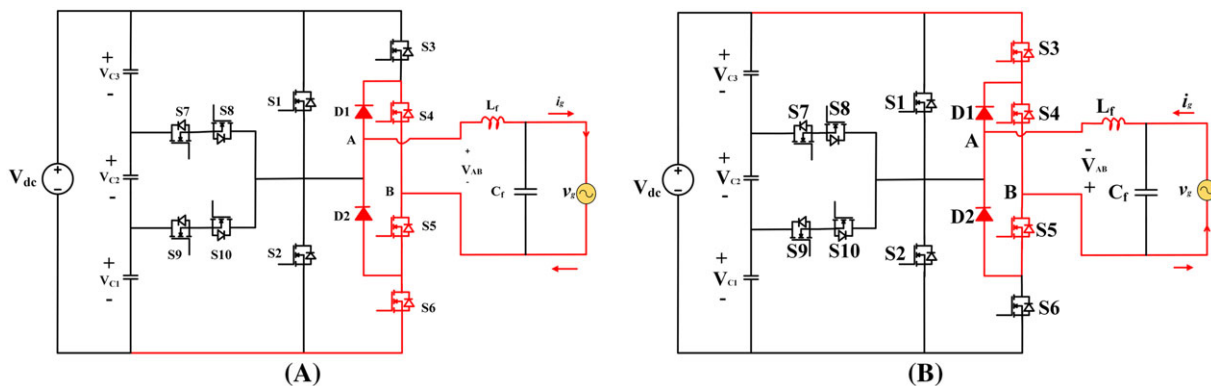 +
V_C3
-
S7
S8
S1
S3
D1
S4
L_f
i_g
A
V_dc
+
-
+
V_C2
-
B
+
V_AB
-
C_f
v_g
D2
S5
S9
S10
S2
+
V_C1
-
S6
(A)
+
V_C3
-
S7
S8
S1
S3
D1
S4
L_f
i_g
A
V_dc
+
-
+
V_C2
-
B
-
V_AB
+
C_f
v_g
D2
S5
S9
S10
S2
+
V_C1
-
S6
(B)